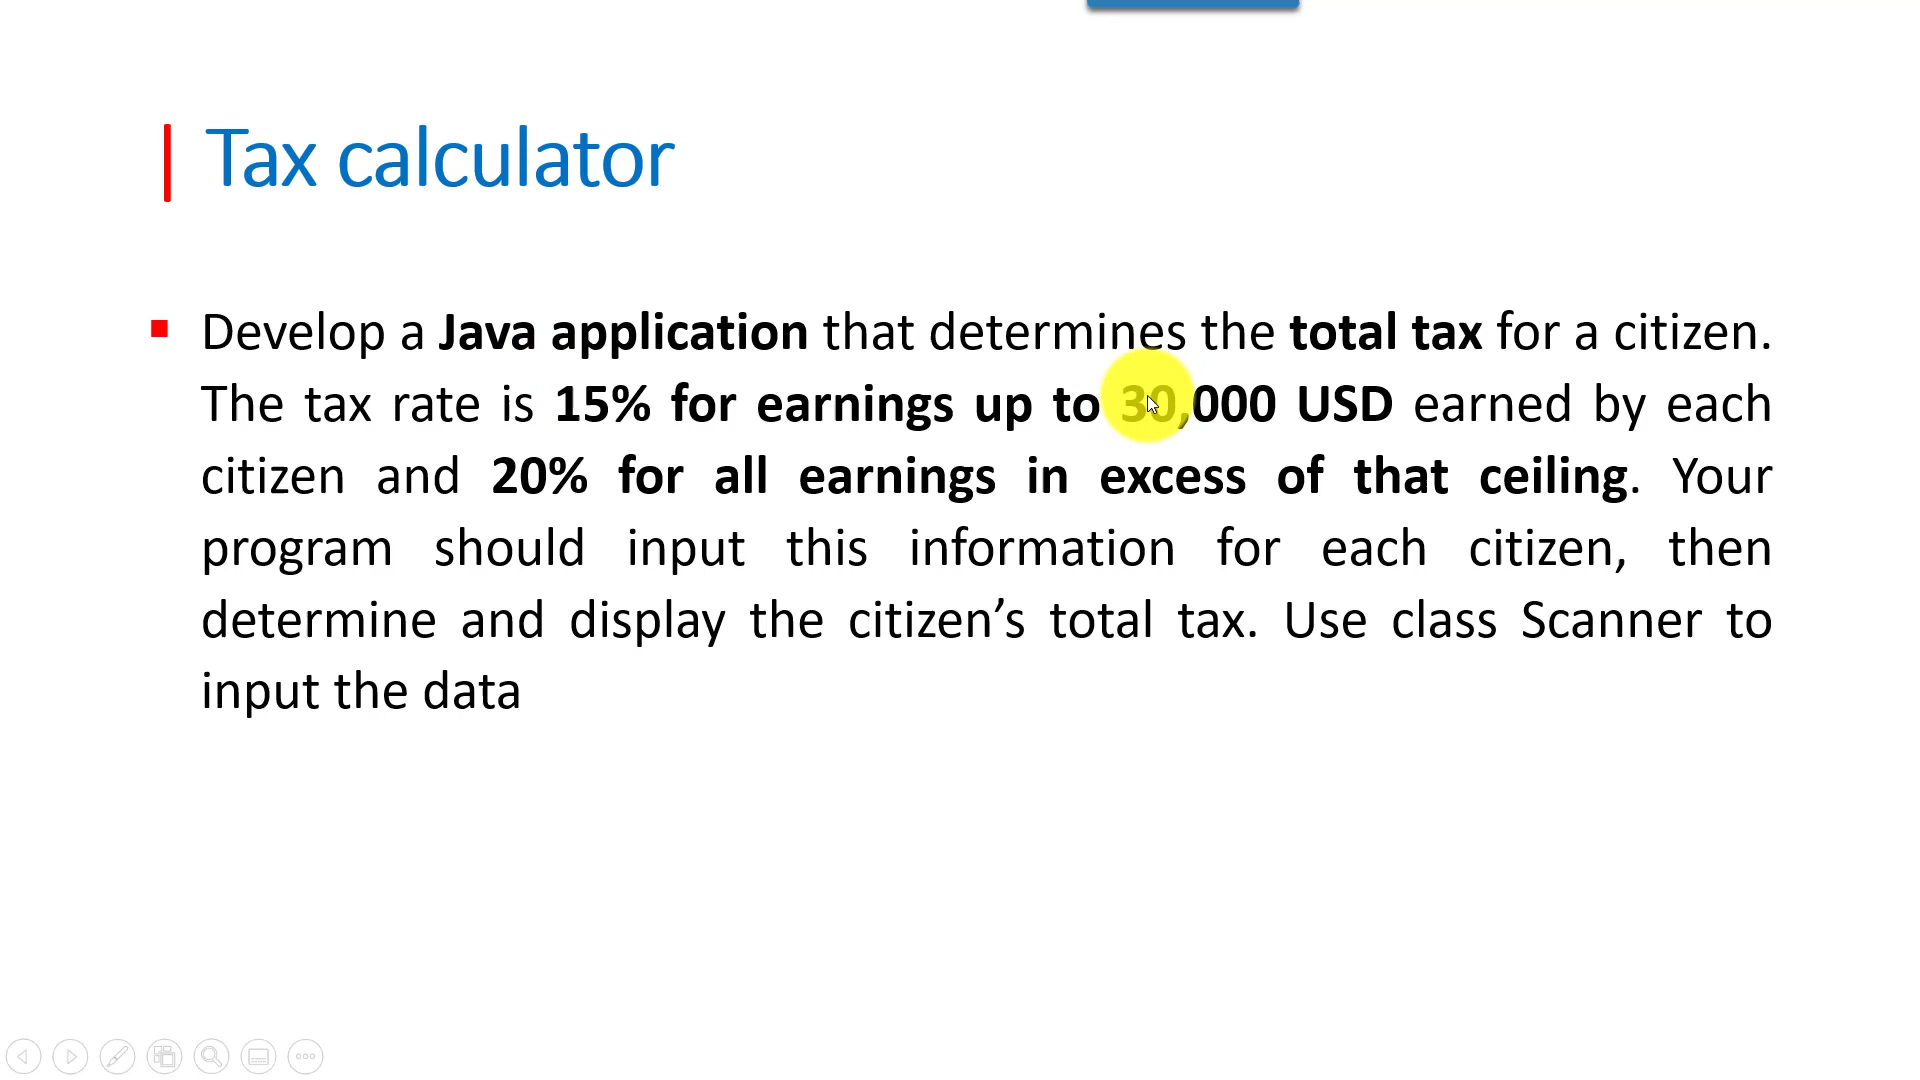 Tax calculator
Develop a Java application that determines the total tax for a citizen.
The tax rate is 15% for earnings up to 30,000 USD earned by each
citizen and 20% for all earnings in excess of that ceiling. Your
program should input this information for each citizen, then
determine and display the citizen’s total tax. Use class Scanner to
input the data